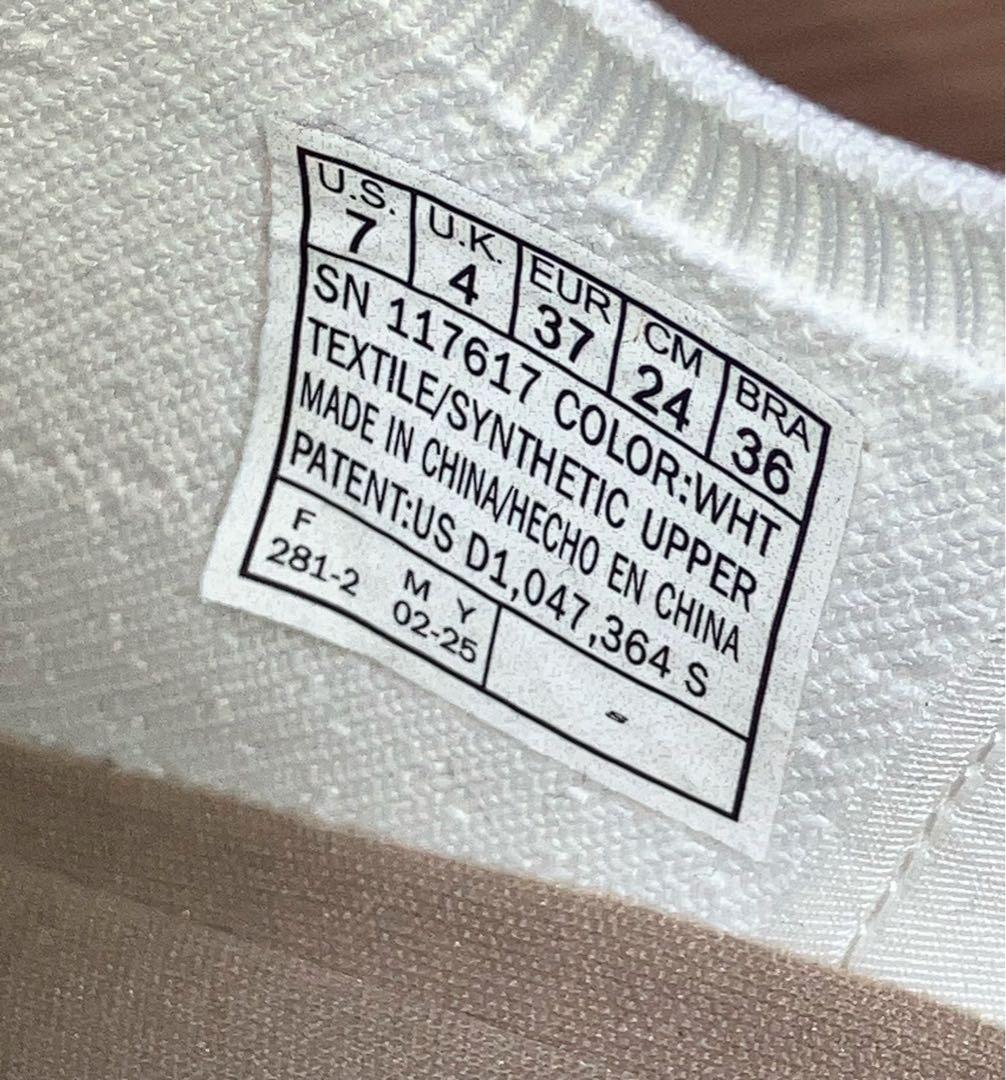 U.S. U.K. EUR CM BRA
7 4 37 24 36
SN 117617 COLOR:WHT
TEXTILE/SYNTHETIC UPPER
MADE IN CHINA/HECHO EN CHINA
PATENT:US D1,047,364 S
F M Y
281-2 02-25